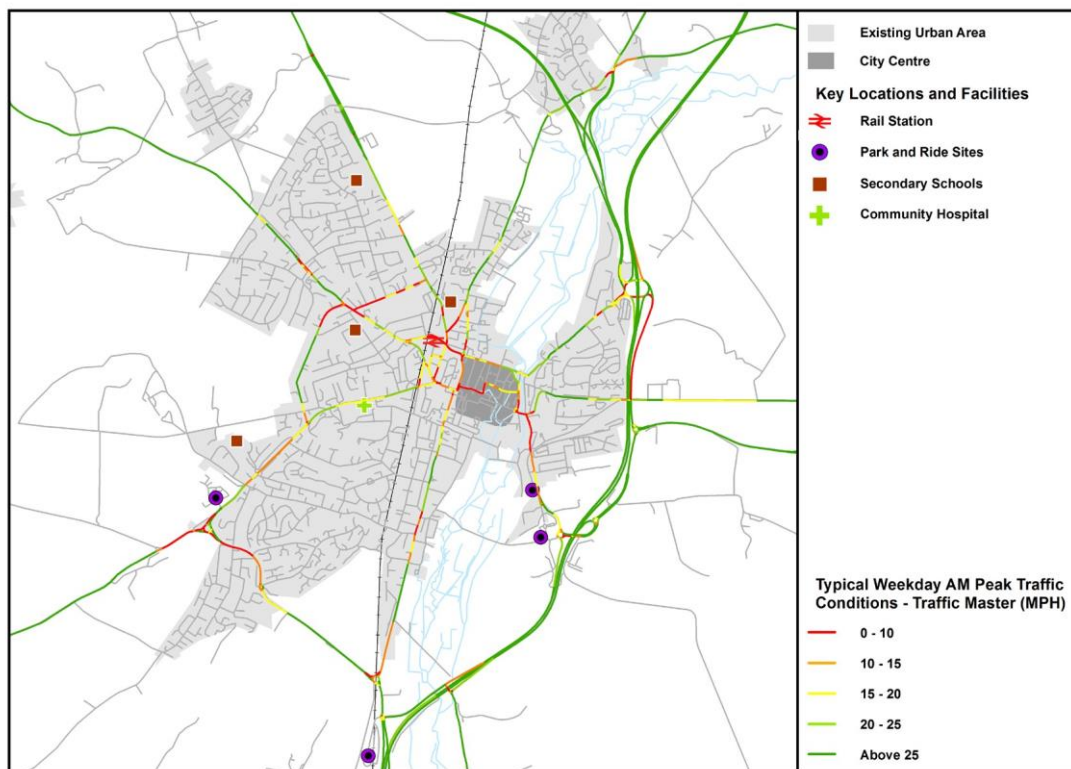 Existing Urban Area
City Centre
Key Locations and Facilities
Rail Station
Park and Ride Sites
Secondary Schools
Community Hospital
Typical Weekday AM Peak Traffic
Conditions - Traffic Master (MPH)
0 - 10
10 - 15
15 - 20
20 - 25
Above 25